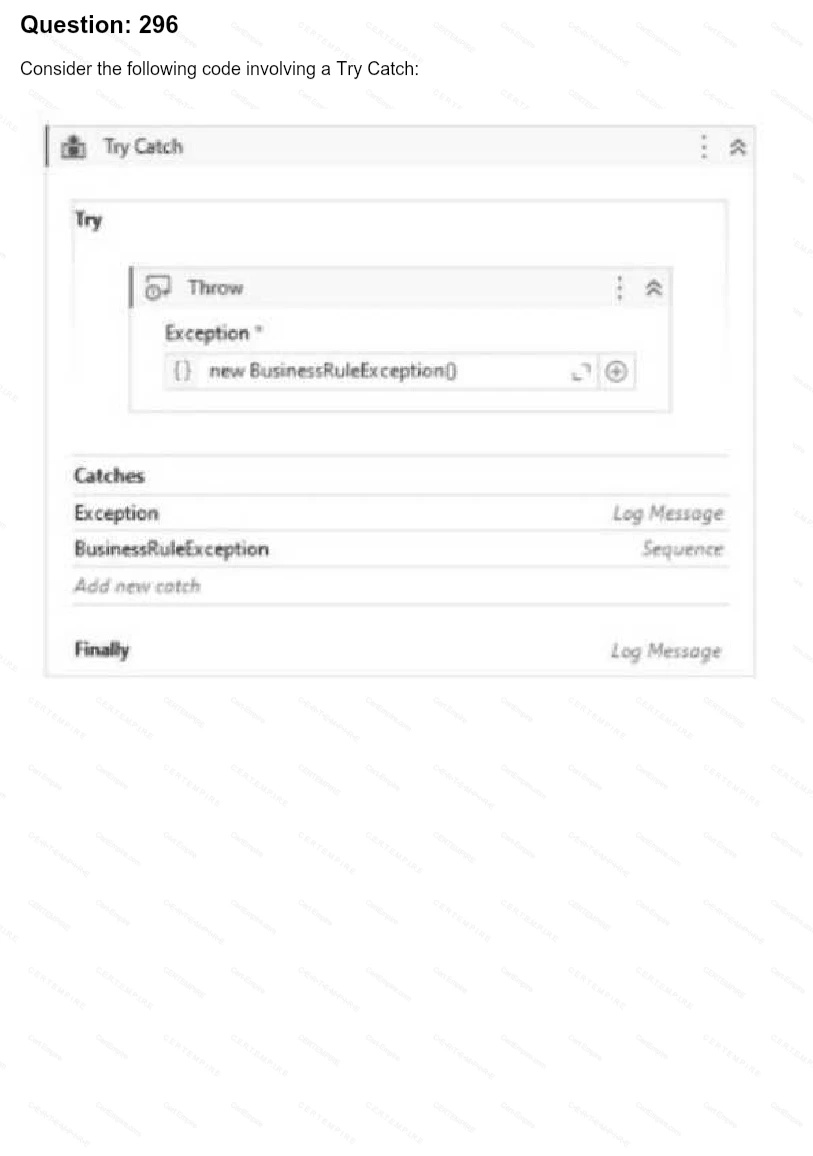 Question: 296
Consider the following code involving a Try Catch:
Try Catch
Try
Throw
Exception *
{} new BusinessRuleException()
Catches
Exception Log Message
BusinessRuleException Sequence
Add new catch
Finally Log Message